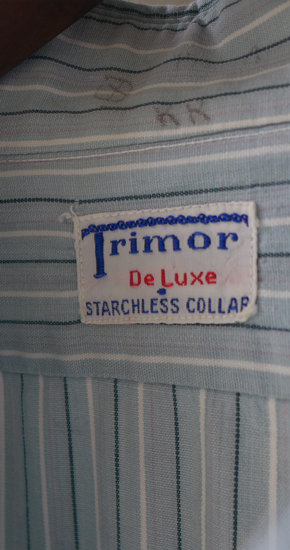 Trimor
De Luxe
STARCHLESS COLLAR